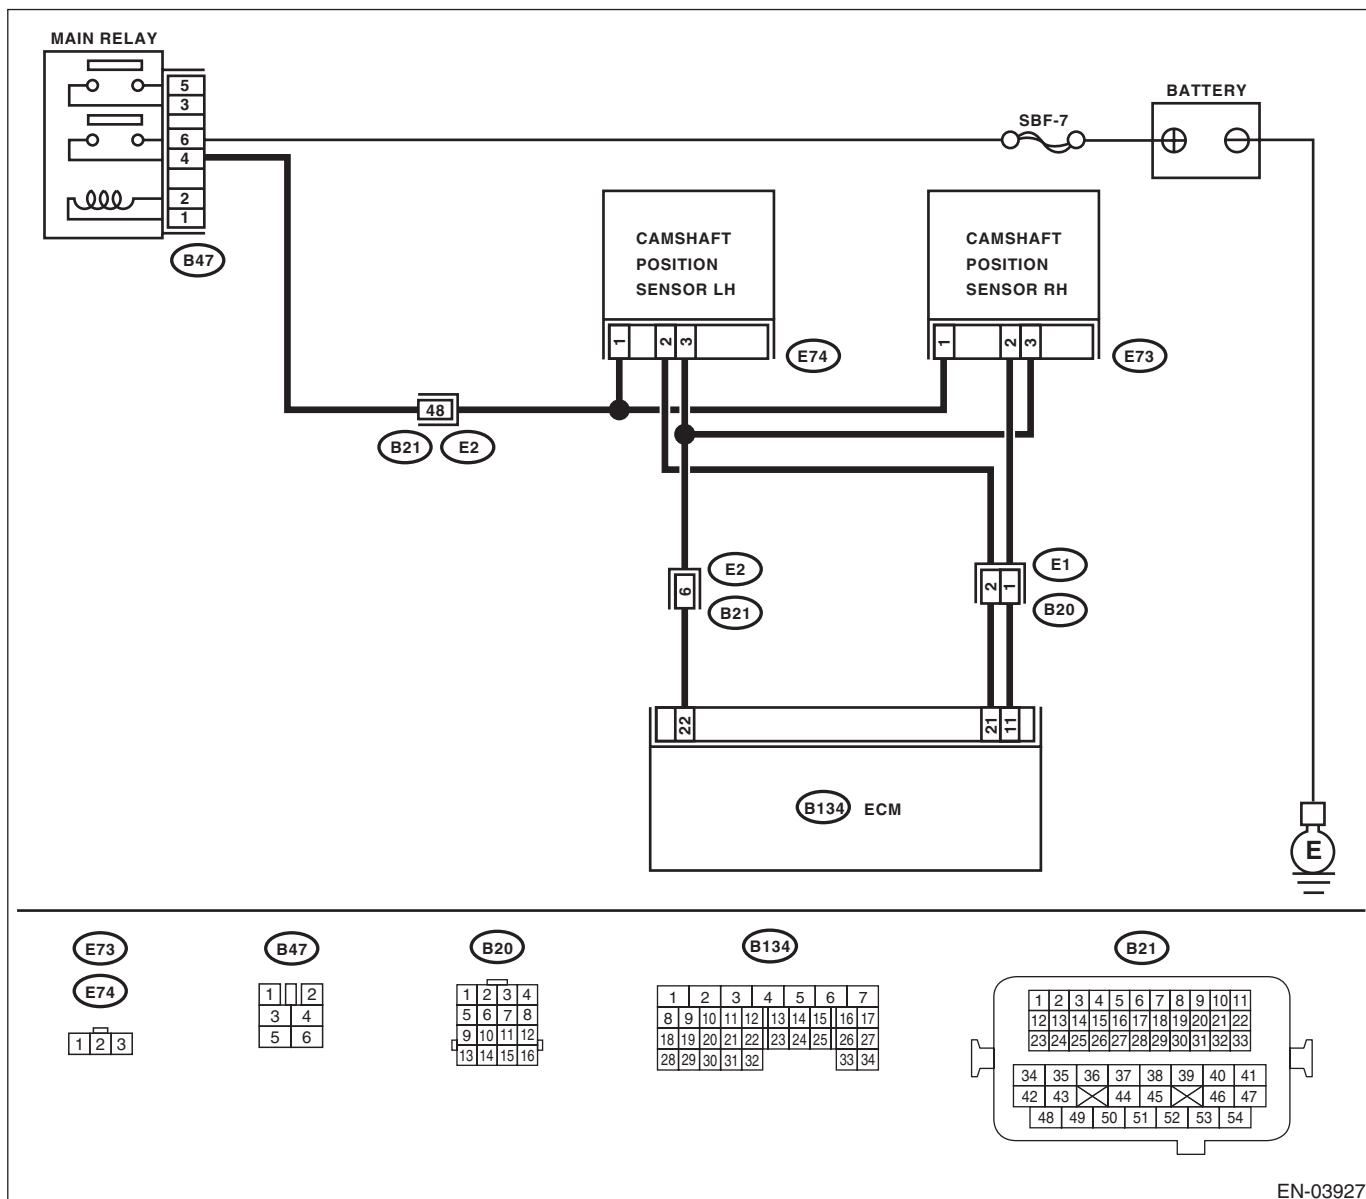 MAIN RELAY
5
3
6
4
2
1
B47
SBF-7
BATTERY
CAMSHAFT
POSITION
SENSOR LH
1 2 3
E74
CAMSHAFT
POSITION
SENSOR RH
1 2 3
E73
48
B21 E2
6
E2
B21
2 1
E1
B20
22 21 11
B134 ECM
E
E73
E74
1 2 3
B47
1 2
3 4
5 6
B20
1 2 3 4
5 6 7 8
9 10 11 12
13 14 15 16
B134
1 2 3 4 5 6 7
8 9 10 11 12 13 14 15 16 17
18 19 20 21 22 23 24 25 26 27
28 29 30 31 32 33 34
B21
1 2 3 4 5 6 7 8 9 10 11
12 13 14 15 16 17 18 19 20 21 22
23 24 25 26 27 28 29 30 31 32 33
34 35 36 37 38 39 40 41
42 43 44 45 46 47
48 49 50 51 52 53 54
EN-03927